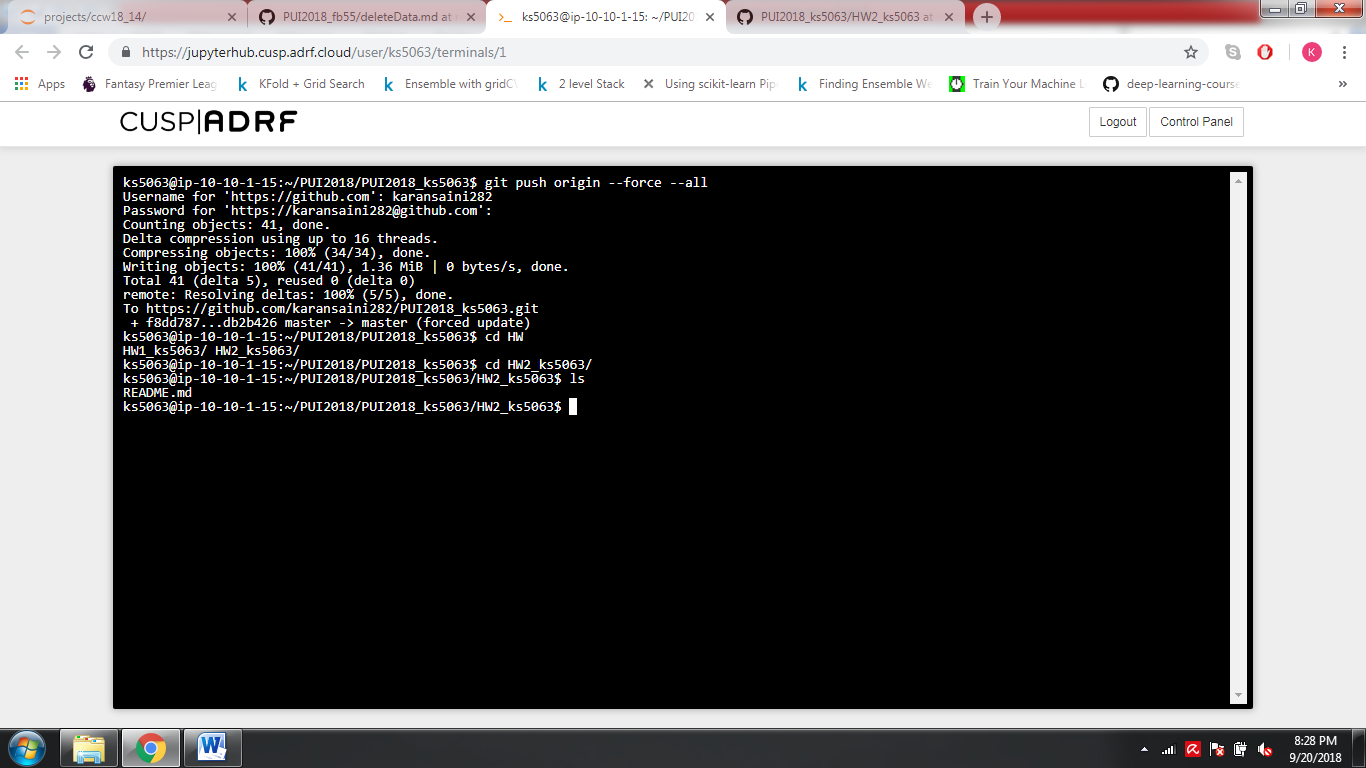 projects/ccw18_14/
PUI2018_fb55/deleteData.md at
ks5063@ip-10-10-1-15: ~/PUI20
PUI2018_ks5063/HW2_ks5063 at
https://jupyterhub.cusp.adrf.cloud/user/ks5063/terminals/1
K
Apps
Fantasy Premier Leag
KFold + Grid Search
Ensemble with gridCV
2 level Stack
Using scikit-learn Pip
Finding Ensemble We
Train Your Machine L
deep-learning-course
»
CUSP|ADRF
Logout
Control Panel
ks5063@ip-10-10-1-15:~/PUI2018/PUI2018_ks5063$ git push origin --force --all
Username for 'https://github.com': karansaini282
Password for 'https://karansaini282@github.com':
Counting objects: 41, done.
Delta compression using up to 16 threads.
Compressing objects: 100% (34/34), done.
Writing objects: 100% (41/41), 1.36 MiB | 0 bytes/s, done.
Total 41 (delta 5), reused 0 (delta 0)
remote: Resolving deltas: 100% (5/5), done.
To https://github.com/karansaini282/PUI2018_ks5063.git
 + f8dd787...db2b426 master -> master (forced update)
ks5063@ip-10-10-1-15:~/PUI2018/PUI2018_ks5063$ cd HW
HW1_ks5063/ HW2_ks5063/
ks5063@ip-10-10-1-15:~/PUI2018/PUI2018_ks5063$ cd HW2_ks5063/
ks5063@ip-10-10-1-15:~/PUI2018/PUI2018_ks5063/HW2_ks5063$ ls
README.md
ks5063@ip-10-10-1-15:~/PUI2018/PUI2018_ks5063/HW2_ks5063$
8:28 PM
9/20/2018